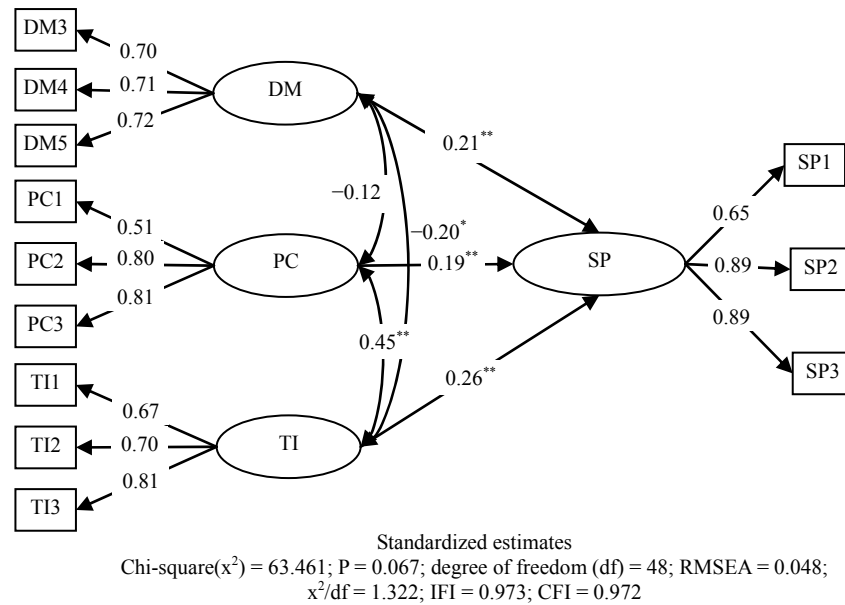 DM3
0.70
DM4
0.71
DM
DM5
0.72
0.21**
SP1
PC1
−0.12
0.65
0.51
−0.20*
PC2
0.80
PC
0.19**
SP
0.89
SP2
PC3
0.81
0.89
0.45**
TI1
0.67
0.26**
SP3
TI2
0.70
TI
TI3
0.81
Standardized estimates
Chi-square(x²) = 63.461; P = 0.067; degree of freedom (df) = 48; RMSEA = 0.048;
x²/df = 1.322; IFI = 0.973; CFI = 0.972